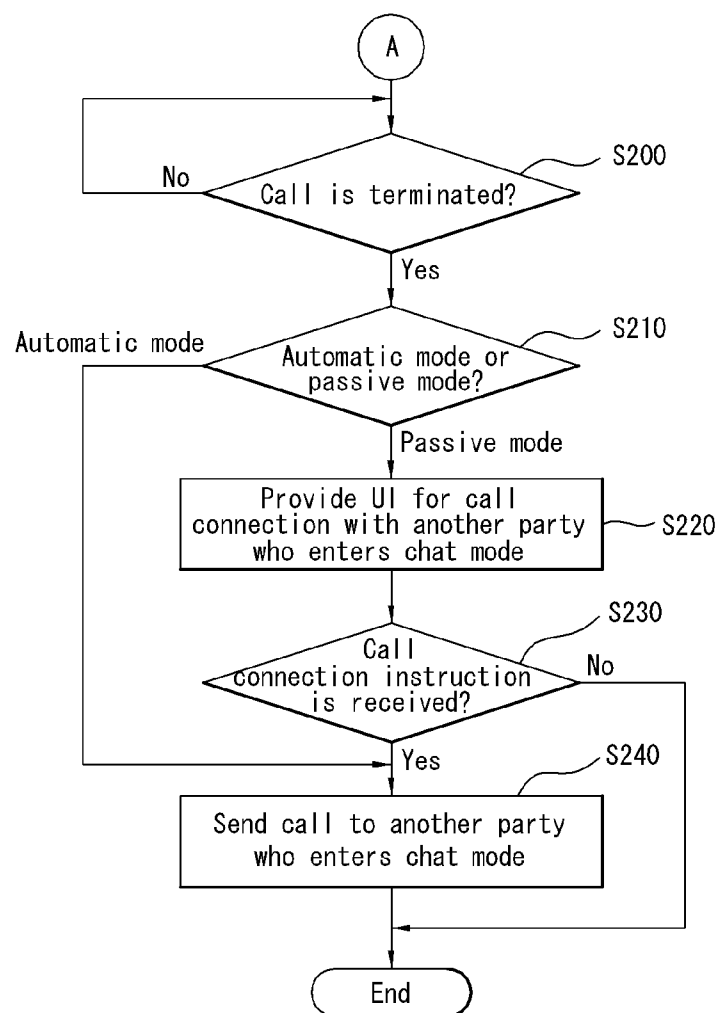 A
S200
No
Call is terminated?
Yes
S210
Automatic mode
Automatic mode or
passive mode?
Passive mode
Provide UI for call
connection with another party
who enters chat mode
S220
S230
Call
connection instruction
is received?
No
Yes
S240
Send call to another party
who enters chat mode
End